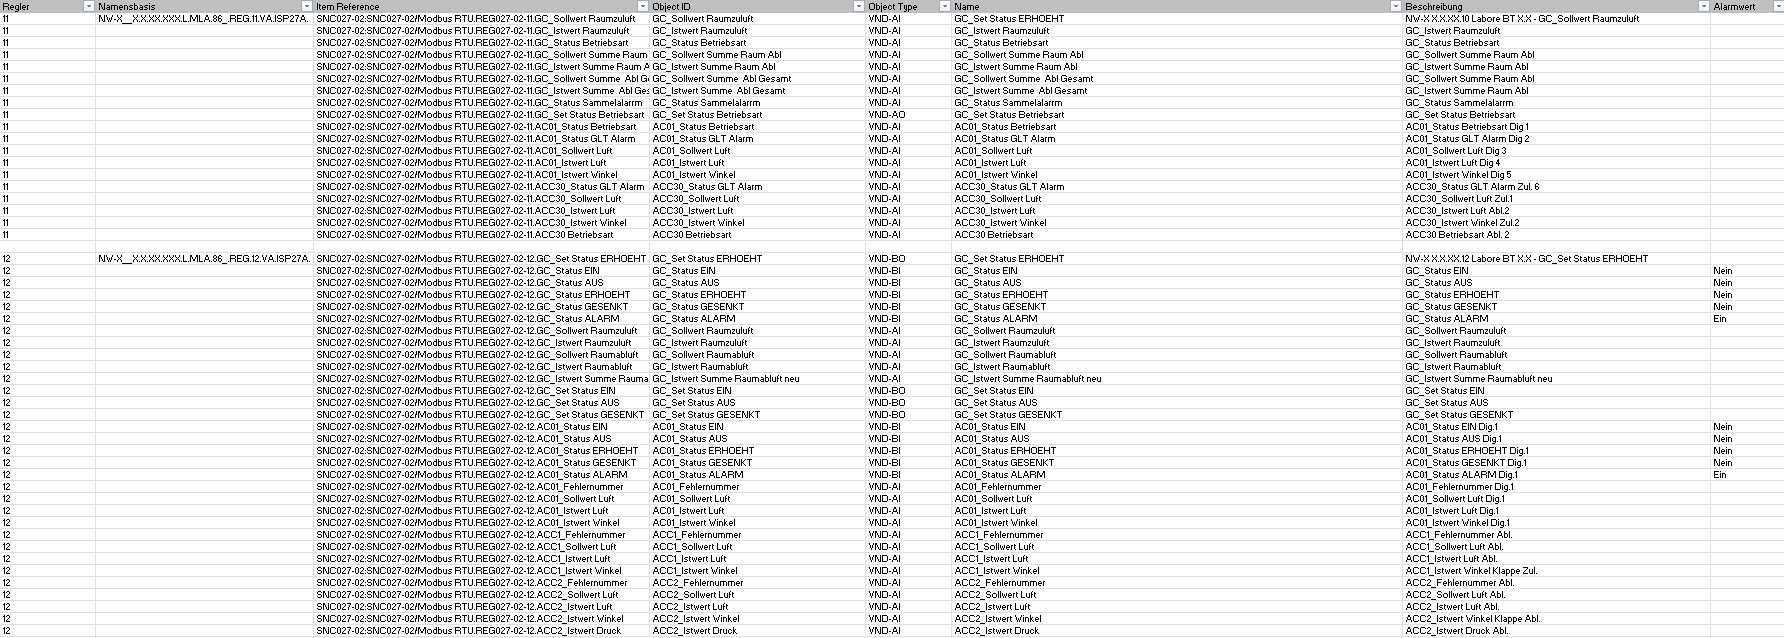 Regler Namensbasis Item Reference Object ID Object Type Name Beschreibung Alarmwert
11 NW-X__X.X.XX.XXX.L.MLA.86_.REG.11.VA.ISP27A. SNC027-02:SNC027-02/Modbus RTU.REG027-02-11.GC_Sollwert Raumzuluft GC_Sollwert Raumzuluft VND-AI GC_Set Status ERHOEHT NW-X X.X.XX.10 Labore BT X.X - GC_Sollwert Raumzuluft
11 SNC027-02:SNC027-02/Modbus RTU.REG027-02-11.GC_Istwert Raumzuluft GC_Istwert Raumzuluft VND-AI GC_Istwert Raumzuluft GC_Istwert Raumzuluft
11 SNC027-02:SNC027-02/Modbus RTU.REG027-02-11.GC_Status Betriebsart GC_Status Betriebsart VND-AI GC_Status Betriebsart GC_Status Betriebsart
11 SNC027-02:SNC027-02/Modbus RTU.REG027-02-11.GC_Sollwert Summe Raum GC_Sollwert Summe Raum Abl VND-AI GC_Sollwert Summe Raum Abl GC_Sollwert Summe Raum Abl
11 SNC027-02:SNC027-02/Modbus RTU.REG027-02-11.GC_Istwert Summe Raum A GC_Istwert Summe Raum Abl VND-AI GC_Istwert Summe Raum Abl GC_Istwert Summe Raum Abl
11 SNC027-02:SNC027-02/Modbus RTU.REG027-02-11.GC_Sollwert Summe  Abl Ge GC_Sollwert Summe  Abl Gesamt VND-AI GC_Sollwert Summe  Abl Gesamt GC_Sollwert Summe Raum Abl
11 SNC027-02:SNC027-02/Modbus RTU.REG027-02-11.GC_Istwert Summe  Abl Ges GC_Istwert Summe  Abl Gesamt VND-AI GC_Istwert Summe  Abl Gesamt GC_Istwert Summe Raum Abl
11 SNC027-02:SNC027-02/Modbus RTU.REG027-02-11.GC_Status Sammelalarrm GC_Status Sammelalarrm VND-AI GC_Status Sammelalarrm GC_Status Sammelalarrm
11 SNC027-02:SNC027-02/Modbus RTU.REG027-02-11.GC_Set Status Betriebsart GC_Set Status Betriebsart VND-AO GC_Set Status Betriebsart GC_Set Status Betriebsart
11 SNC027-02:SNC027-02/Modbus RTU.REG027-02-11.AC01_Status Betriebsart AC01_Status Betriebsart VND-AI AC01_Status Betriebsart AC01_Status Betriebsart Dig 1
11 SNC027-02:SNC027-02/Modbus RTU.REG027-02-11.AC01_Status GLT Alarm AC01_Status GLT Alarm VND-AI AC01_Status GLT Alarm AC01_Status GLT Alarm Dig 2
11 SNC027-02:SNC027-02/Modbus RTU.REG027-02-11.AC01_Sollwert Luft AC01_Sollwert Luft VND-AI AC01_Sollwert Luft AC01_Sollwert Luft Dig 3
11 SNC027-02:SNC027-02/Modbus RTU.REG027-02-11.AC01_Istwert Luft AC01_Istwert Luft VND-AI AC01_Istwert Luft AC01_Istwert Luft Dig 4
11 SNC027-02:SNC027-02/Modbus RTU.REG027-02-11.AC01_Istwert Winkel AC01_Istwert Winkel VND-AI AC01_Istwert Winkel AC01_Istwert Winkel Dig 5
11 SNC027-02:SNC027-02/Modbus RTU.REG027-02-11.ACC30_Status GLT Alarm ACC30_Status GLT Alarm VND-AI ACC30_Status GLT Alarm ACC30_Status GLT Alarm Zul. 6
11 SNC027-02:SNC027-02/Modbus RTU.REG027-02-11.ACC30_Sollwert Luft ACC30_Sollwert Luft VND-AI ACC30_Sollwert Luft ACC30_Sollwert Luft Zul.1
11 SNC027-02:SNC027-02/Modbus RTU.REG027-02-11.ACC30_Istwert Luft ACC30_Istwert Luft VND-AI ACC30_Istwert Luft ACC30_Istwert Luft Abl.2
11 SNC027-02:SNC027-02/Modbus RTU.REG027-02-11.ACC30_Istwert Winkel ACC30_Istwert Winkel VND-AI ACC30_Istwert Winkel ACC30_Istwert Winkel Zul.2
11 SNC027-02:SNC027-02/Modbus RTU.REG027-02-11.ACC30 Betriebsart ACC30 Betriebsart VND-AI ACC30 Betriebsart ACC30 Betriebsart Abl. 2
12 NW-X__X.X.XX.XXX.L.MLA.86_.REG.12.VA.ISP27A. SNC027-02:SNC027-02/Modbus RTU.REG027-02-12.GC_Set Status ERHOEHT GC_Set Status ERHOEHT VND-BO GC_Set Status ERHOEHT NW-X X.X.XX.12 Labore BT X.X - GC_Set Status ERHOEHT
12 SNC027-02:SNC027-02/Modbus RTU.REG027-02-12.GC_Status EIN GC_Status EIN VND-BI GC_Status EIN GC_Status EIN Nein
12 SNC027-02:SNC027-02/Modbus RTU.REG027-02-12.GC_Status AUS GC_Status AUS VND-BI GC_Status AUS GC_Status AUS Nein
12 SNC027-02:SNC027-02/Modbus RTU.REG027-02-12.GC_Status ERHOEHT GC_Status ERHOEHT VND-BI GC_Status ERHOEHT GC_Status ERHOEHT Nein
12 SNC027-02:SNC027-02/Modbus RTU.REG027-02-12.GC_Status GESENKT GC_Status GESENKT VND-BI GC_Status GESENKT GC_Status GESENKT Nein
12 SNC027-02:SNC027-02/Modbus RTU.REG027-02-12.GC_Status ALARM GC_Status ALARM VND-BI GC_Status ALARM GC_Status ALARM Ein
12 SNC027-02:SNC027-02/Modbus RTU.REG027-02-12.GC_Sollwert Raumzuluft GC_Sollwert Raumzuluft VND-AI GC_Sollwert Raumzuluft GC_Sollwert Raumzuluft
12 SNC027-02:SNC027-02/Modbus RTU.REG027-02-12.GC_Istwert Raumzuluft GC_Istwert Raumzuluft VND-AI GC_Istwert Raumzuluft GC_Istwert Raumzuluft
12 SNC027-02:SNC027-02/Modbus RTU.REG027-02-12.GC_Sollwert Raumabluft GC_Sollwert Raumabluft VND-AI GC_Sollwert Raumabluft GC_Sollwert Raumabluft
12 SNC027-02:SNC027-02/Modbus RTU.REG027-02-12.GC_Istwert Raumabluft GC_Istwert Raumabluft VND-AI GC_Istwert Raumabluft GC_Istwert Raumabluft
12 SNC027-02:SNC027-02/Modbus RTU.REG027-02-12.GC_Istwert Summe Rauma GC_Istwert Summe Raumabluft neu VND-AI GC_Istwert Summe Raumabluft neu GC_Istwert Summe Raumabluft neu
12 SNC027-02:SNC027-02/Modbus RTU.REG027-02-12.GC_Set Status EIN GC_Set Status EIN VND-BO GC_Set Status EIN GC_Set Status EIN
12 SNC027-02:SNC027-02/Modbus RTU.REG027-02-12.GC_Set Status AUS GC_Set Status AUS VND-BO GC_Set Status AUS GC_Set Status AUS
12 SNC027-02:SNC027-02/Modbus RTU.REG027-02-12.GC_Set Status GESENKT GC_Set Status GESENKT VND-BO GC_Set Status GESENKT GC_Set Status GESENKT
12 SNC027-02:SNC027-02/Modbus RTU.REG027-02-12.AC01_Status EIN AC01_Status EIN VND-BI AC01_Status EIN AC01_Status EIN Dig.1 Nein
12 SNC027-02:SNC027-02/Modbus RTU.REG027-02-12.AC01_Status AUS AC01_Status AUS VND-BI AC01_Status AUS AC01_Status AUS Dig.1 Nein
12 SNC027-02:SNC027-02/Modbus RTU.REG027-02-12.AC01_Status ERHOEHT AC01_Status ERHOEHT VND-BI AC01_Status ERHOEHT AC01_Status ERHOEHT Dig.1 Nein
12 SNC027-02:SNC027-02/Modbus RTU.REG027-02-12.AC01_Status GESENKT AC01_Status GESENKT VND-BI AC01_Status GESENKT AC01_Status GESENKT Dig.1 Nein
12 SNC027-02:SNC027-02/Modbus RTU.REG027-02-12.AC01_Status ALARM AC01_Status ALARM VND-BI AC01_Status ALARM AC01_Status ALARM Dig.1 Ein
12 SNC027-02:SNC027-02/Modbus RTU.REG027-02-12.AC01_Fehlernummer AC01_Fehlernummer VND-AI AC01_Fehlernummer AC01_Fehlernummer Dig.1
12 SNC027-02:SNC027-02/Modbus RTU.REG027-02-12.AC01_Sollwert Luft AC01_Sollwert Luft VND-AI AC01_Sollwert Luft AC01_Sollwert Luft Dig.1
12 SNC027-02:SNC027-02/Modbus RTU.REG027-02-12.AC01_Istwert Luft AC01_Istwert Luft VND-AI AC01_Istwert Luft AC01_Istwert Luft Dig.1
12 SNC027-02:SNC027-02/Modbus RTU.REG027-02-12.AC01_Istwert Winkel AC01_Istwert Winkel VND-AI AC01_Istwert Winkel AC01_Istwert Winkel Dig.1
12 SNC027-02:SNC027-02/Modbus RTU.REG027-02-12.ACC1_Fehlernummer ACC1_Fehlernummer VND-AI ACC1_Fehlernummer ACC1_Fehlernummer Abl.
12 SNC027-02:SNC027-02/Modbus RTU.REG027-02-12.ACC1_Sollwert Luft ACC1_Sollwert Luft VND-AI ACC1_Sollwert Luft ACC1_Sollwert Luft Abl.
12 SNC027-02:SNC027-02/Modbus RTU.REG027-02-12.ACC1_Istwert Luft ACC1_Istwert Luft VND-AI ACC1_Istwert Luft ACC1_Istwert Luft Abl.
12 SNC027-02:SNC027-02/Modbus RTU.REG027-02-12.ACC1_Istwert Winkel ACC1_Istwert Winkel VND-AI ACC1_Istwert Winkel ACC1_Istwert Winkel Klappe Zul.
12 SNC027-02:SNC027-02/Modbus RTU.REG027-02-12.ACC2_Fehlernummer ACC2_Fehlernummer VND-AI ACC2_Fehlernummer ACC2_Fehlernummer Abl.
12 SNC027-02:SNC027-02/Modbus RTU.REG027-02-12.ACC2_Sollwert Luft ACC2_Sollwert Luft VND-AI ACC2_Sollwert Luft ACC2_Sollwert Luft Abl.
12 SNC027-02:SNC027-02/Modbus RTU.REG027-02-12.ACC2_Istwert Luft ACC2_Istwert Luft VND-AI ACC2_Istwert Luft ACC2_Istwert Luft Abl.
12 SNC027-02:SNC027-02/Modbus RTU.REG027-02-12.ACC2_Istwert Winkel ACC2_Istwert Winkel VND-AI ACC2_Istwert Winkel ACC2_Istwert Winkel Klappe Abl.
12 SNC027-02:SNC027-02/Modbus RTU.REG027-02-12.ACC2_Istwert Druck ACC2_Istwert Druck VND-AI ACC2_Istwert Druck ACC2_Istwert Druck Abl.